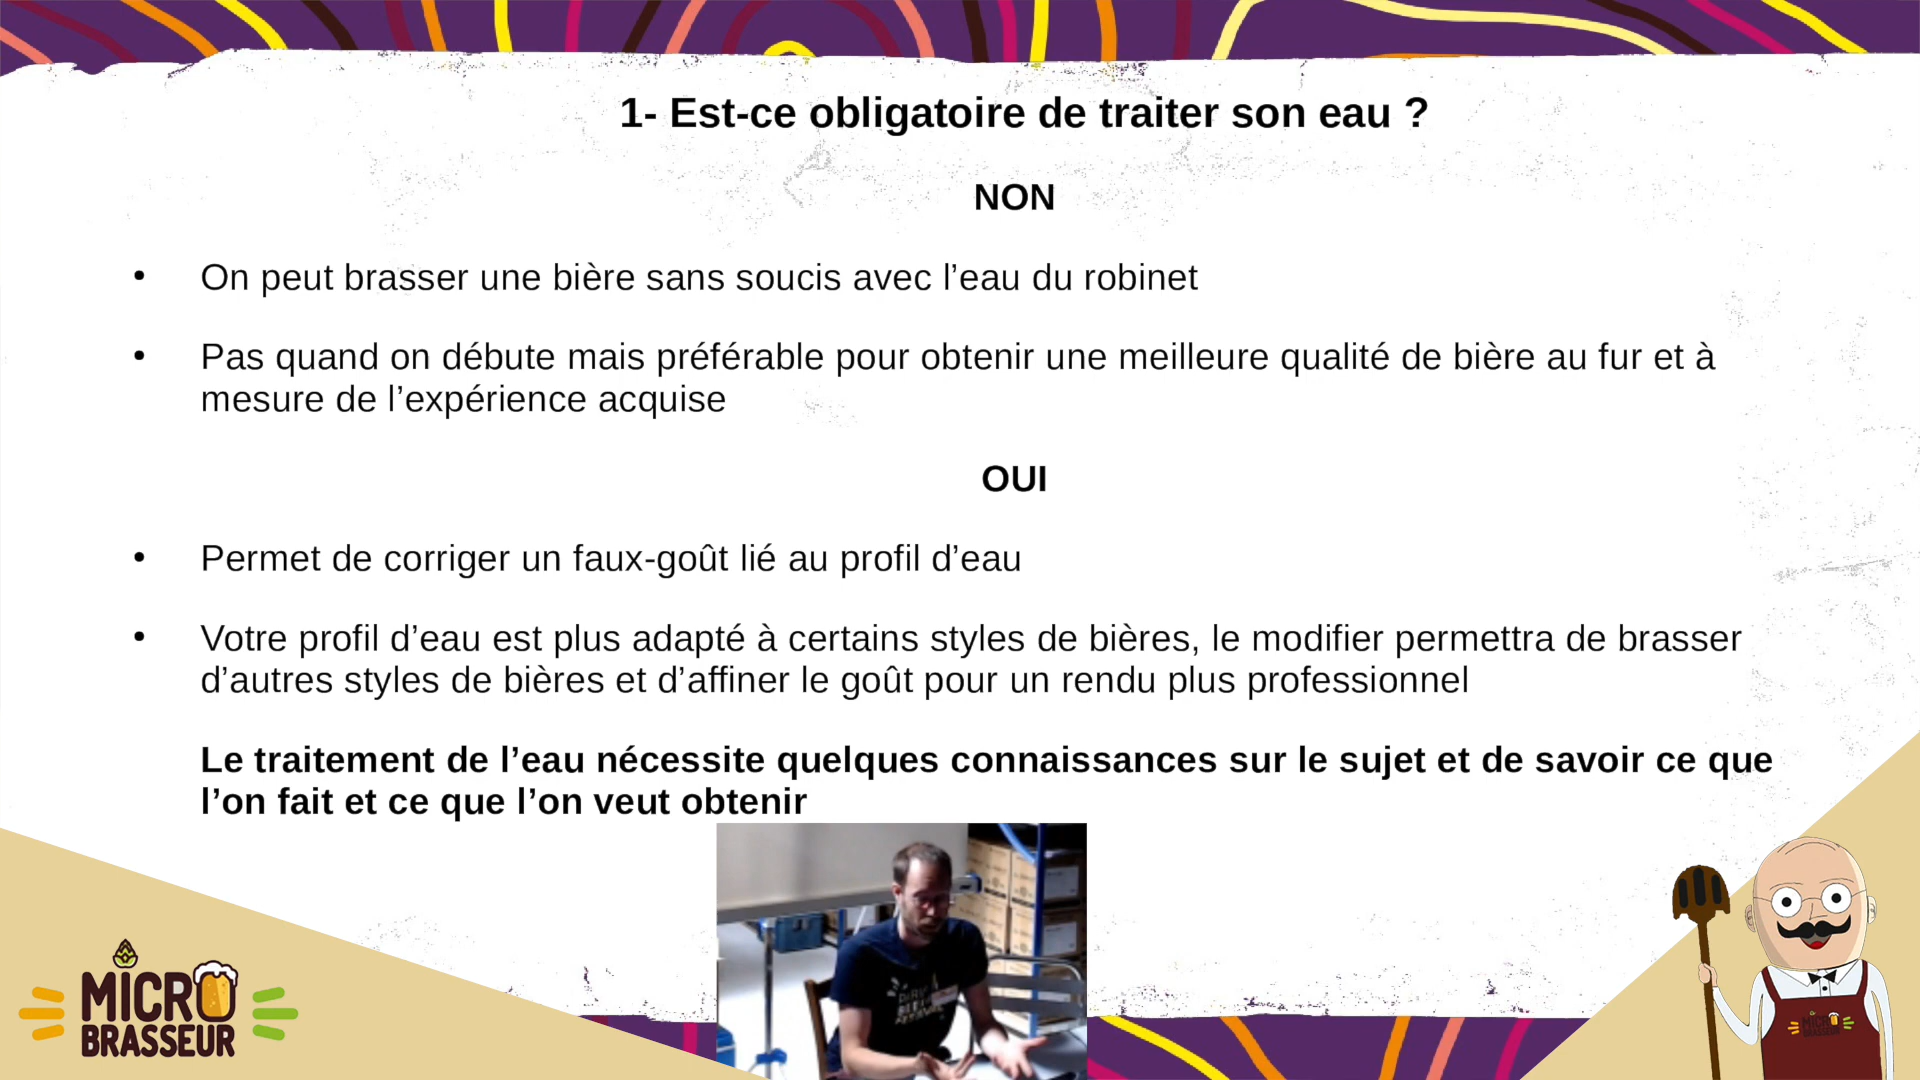 1- Est-ce obligatoire de traiter son eau ?
NON
• On peut brasser une bière sans soucis avec l’eau du robinet
• Pas quand on débute mais préférable pour obtenir une meilleure qualité de bière au fur et à
mesure de l’expérience acquise
OUI
• Permet de corriger un faux-goût lié au profil d’eau
• Votre profil d’eau est plus adapté à certains styles de bières, le modifier permettra de brasser
d’autres styles de bières et d’affiner le goût pour un rendu plus professionnel
Le traitement de l’eau nécessite quelques connaissances sur le sujet et de savoir ce que
l’on fait et ce que l’on veut obtenir
MICRO
BRASSEUR
MICRO
BRASSEUR